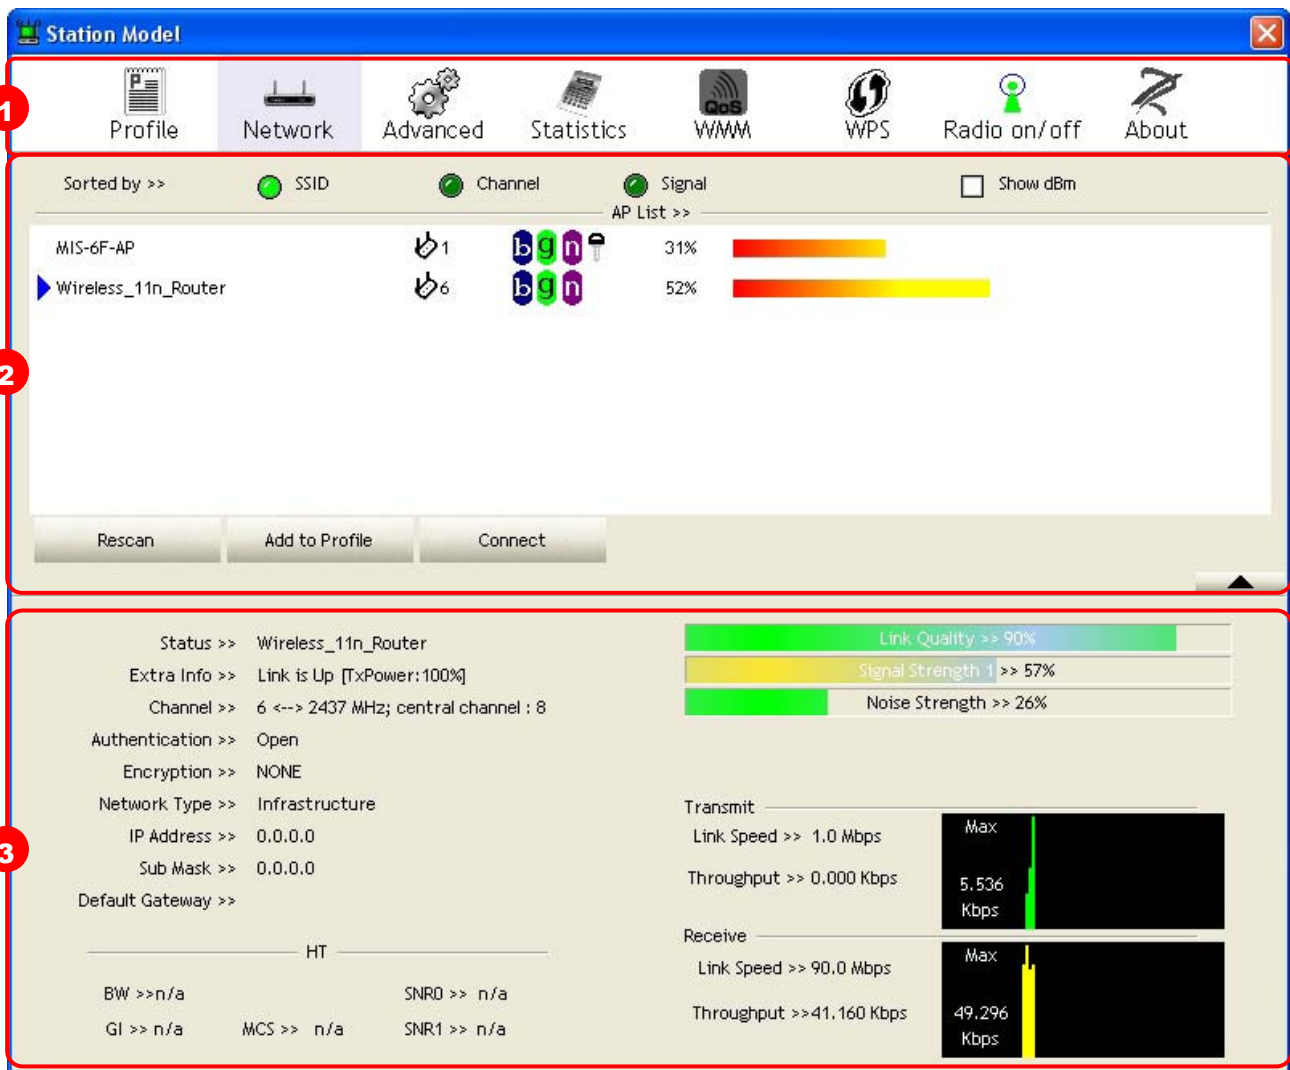 Station Model
1
Profile Network Advanced Statistics QoS WMM WPS Radio on/off About
Sorted by >> SSID Channel Signal Show dBm
AP List >>
MIS-6F-AP 1 b g n 31%
Wireless_11n_Router 6 b g n 52%
2
Rescan Add to Profile Connect
Status >> Wireless_11n_Router
Extra Info >> Link is Up [TxPower:100%]
Channel >> 6 <--> 2437 MHz; central channel : 8
Authentication >> Open
Encryption >> NONE
Network Type >> Infrastructure
IP Address >> 0.0.0.0
Sub Mask >> 0.0.0.0
Default Gateway >>
3
HT
BW >>n/a SNR0 >> n/a
GI >> n/a MCS >> n/a SNR1 >> n/a
Link Quality >> 90%
Signal Strength 1 >> 57%
Noise Strength >> 26%
Transmit
Link Speed >> 1.0 Mbps
Throughput >> 0.000 Kbps
Max
5.536
Kbps
Receive
Link Speed >> 90.0 Mbps
Throughput >>41.160 Kbps
Max
49.296
Kbps